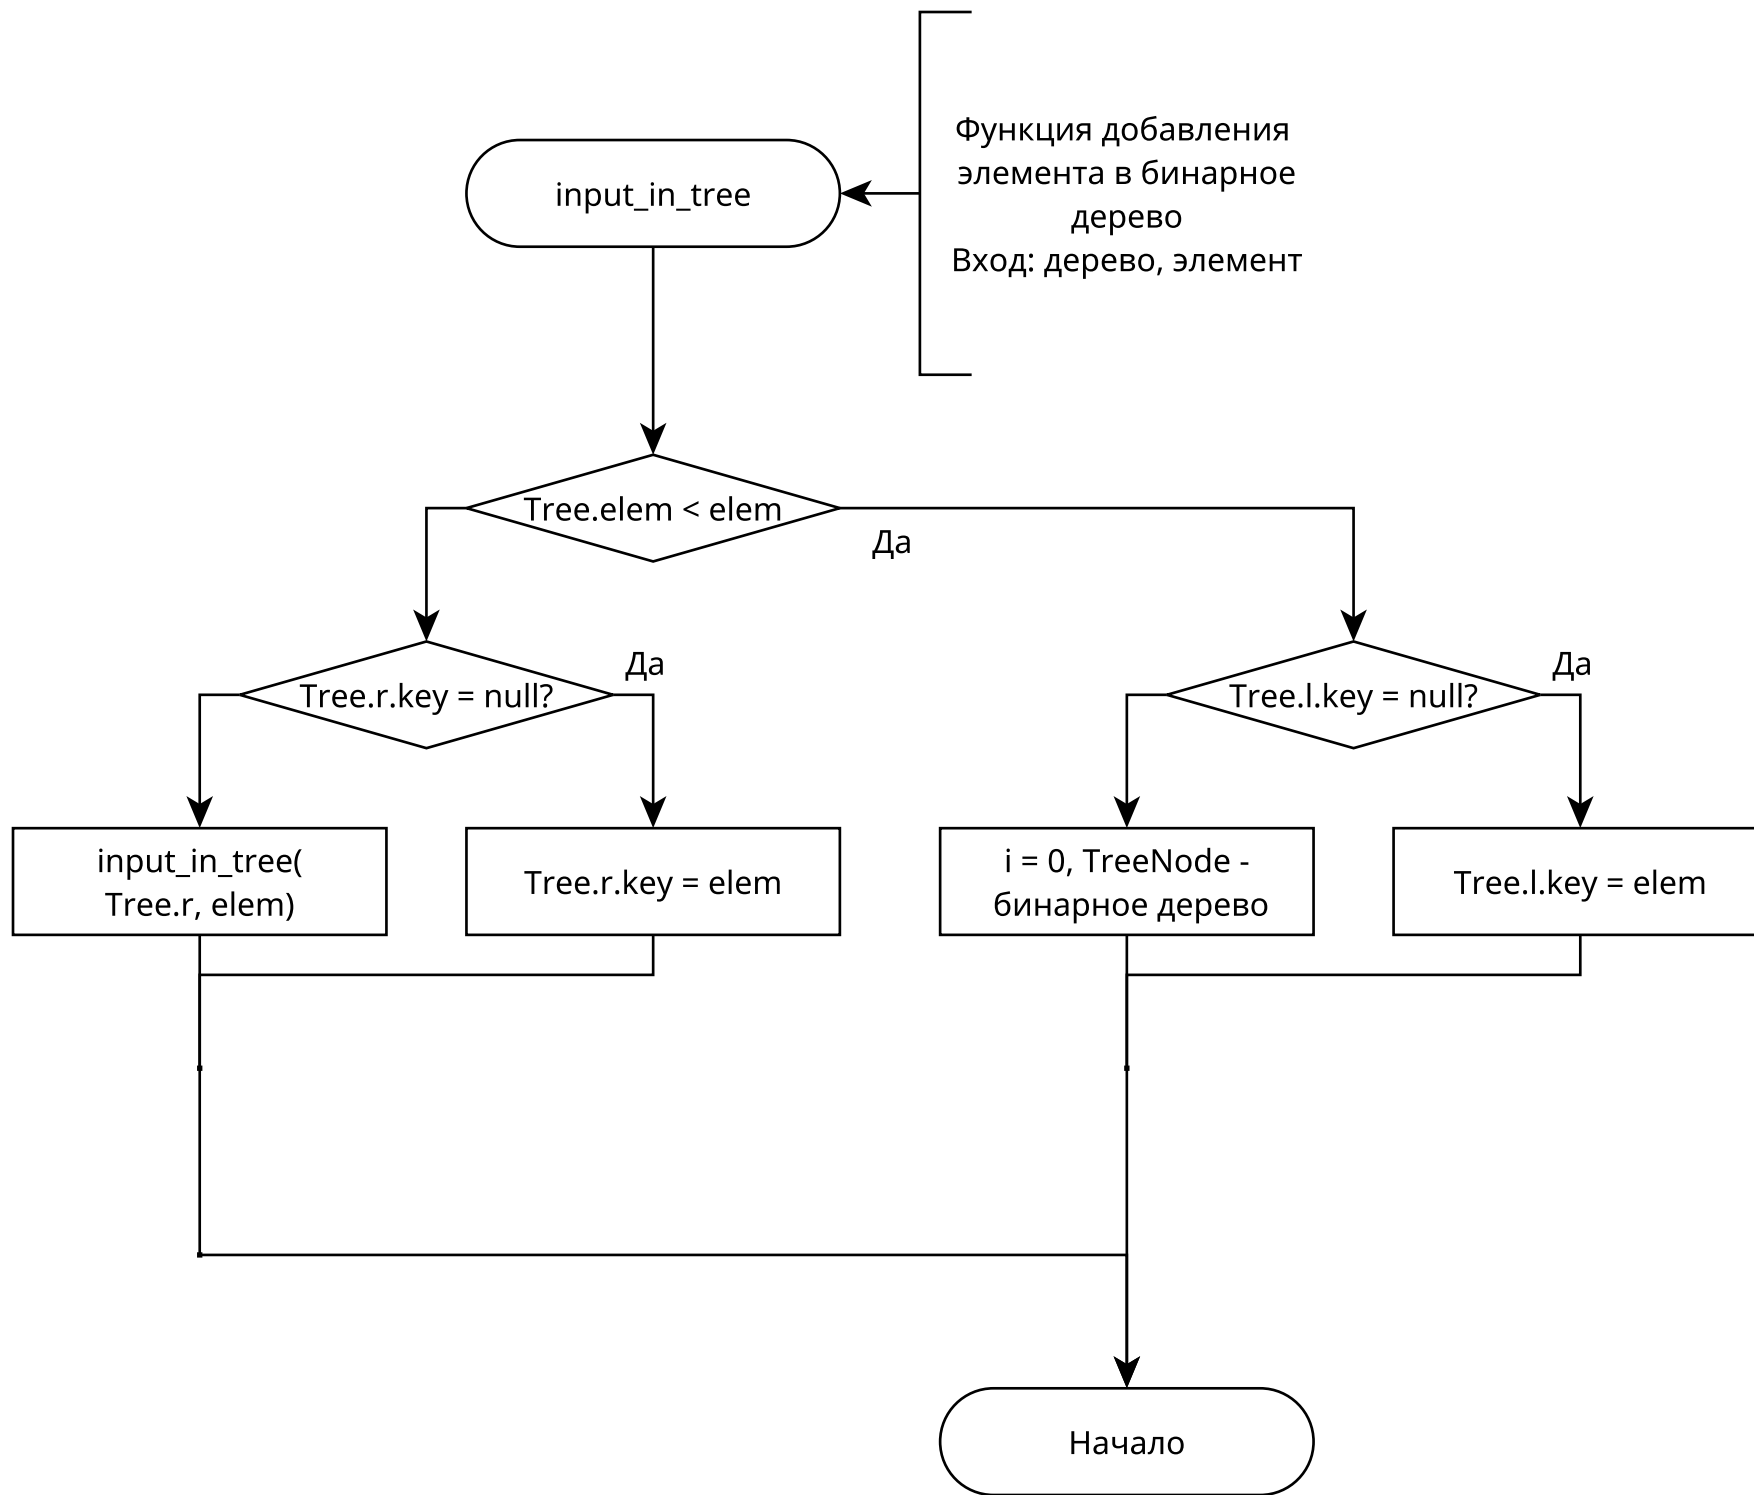 input_in_tree
Функция добавления
элемента в бинарное
дерево
Вход: дерево, элемент
Tree.elem < elem
Да
Tree.r.key = null?
Да
Tree.l.key = null?
Да
input_in_tree(
Tree.r, elem)
Tree.r.key = elem
i = 0, TreeNode -
бинарное дерево
Tree.l.key = elem
Начало